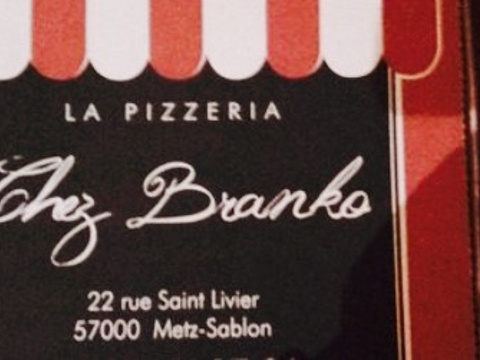 LA PIZZERIA
Chez Branko
22 rue Saint Livier
57000 Metz-Sablon